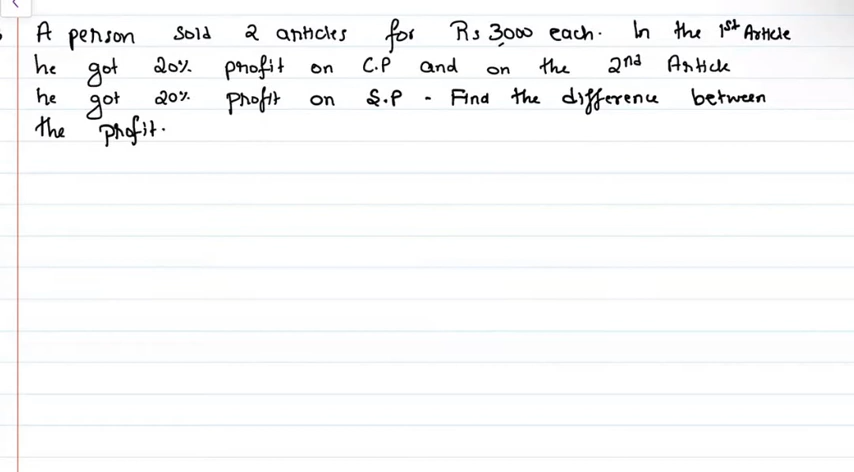 A person sold 2 articles for Rs 3000 each. In the 1st Article
he got 20% profit on C.P and on the 2nd Article
he got 20% profit on S.P - Find the difference between
the profit.